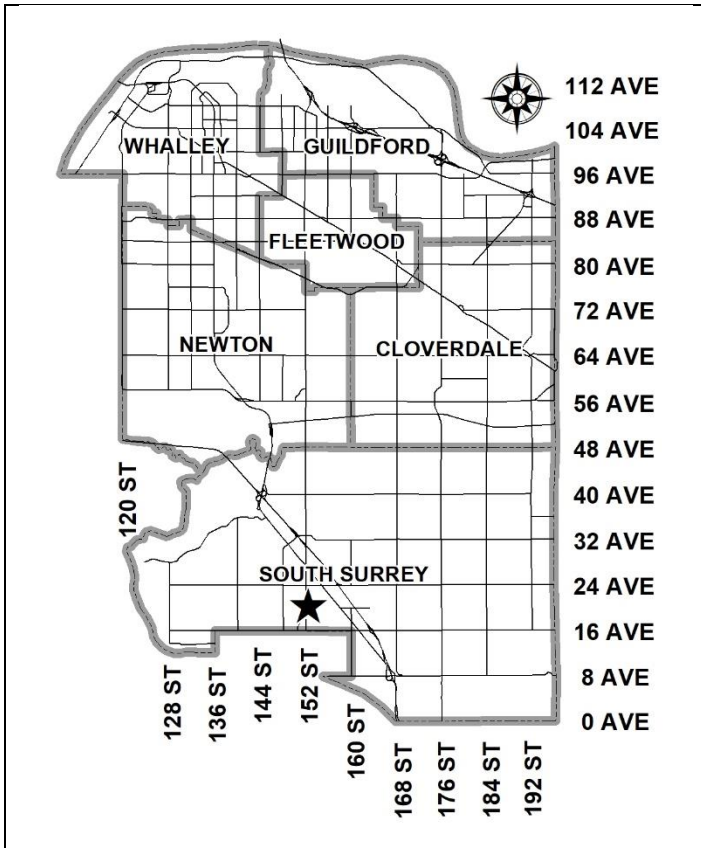 112 AVE
104 AVE
WHALLEY
GUILDFORD
96 AVE
88 AVE
FLEETWOOD
80 AVE
72 AVE
NEWTON
CLOVERDALE
64 AVE
56 AVE
48 AVE
120 ST
40 AVE
32 AVE
SOUTH SURREY
24 AVE
16 AVE
8 AVE
0 AVE
128 ST
136 ST
144 ST
152 ST
160 ST
168 ST
176 ST
184 ST
192 ST